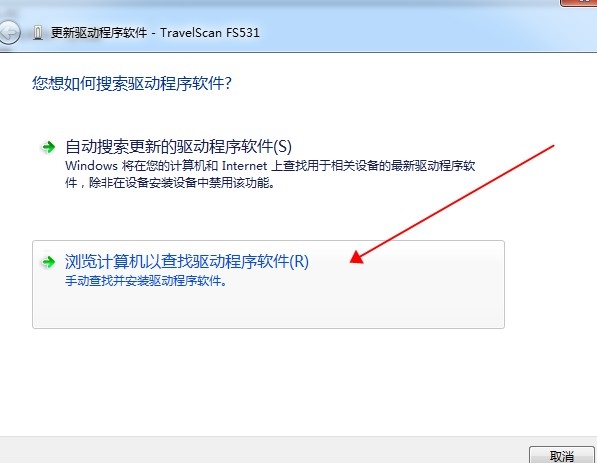 更新驱动程序软件 - TravelScan FS531
您想如何搜索驱动程序软件?
自动搜索更新的驱动程序软件(S)
Windows 将在您的计算机和 Internet 上查找用于相关设备的最新驱动程序软
件，除非在设备安装设备中禁用该功能。
浏览计算机以查找驱动程序软件(R)
手动查找并安装驱动程序软件。
取消